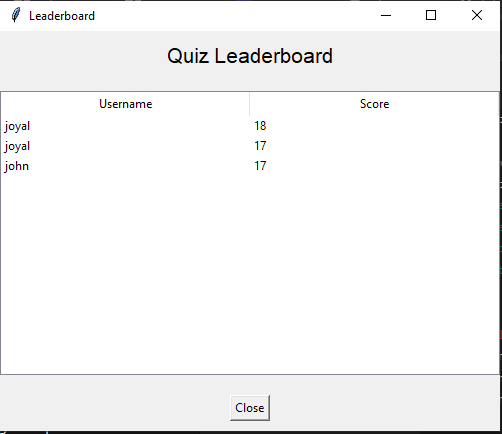 Leaderboard
Quiz Leaderboard
Username Score
joyal 18
joyal 17
john 17
Close